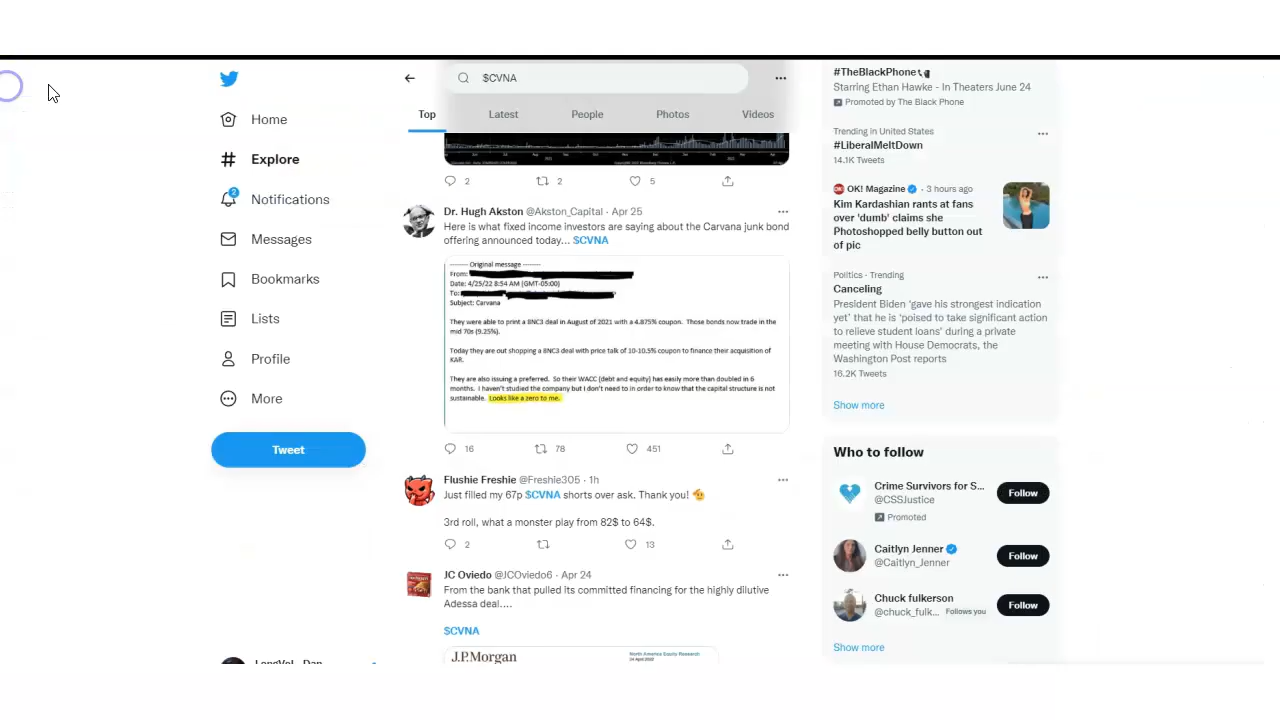 $CVNA
Top
Latest
People
Photos
Videos
Home
Explore
2
Notifications
Messages
Bookmarks
Lists
Profile
More
Tweet
2
2
5
Dr. Hugh Akston @Akston_Capital · Apr 25
Here is what fixed income investors are saying about the Carvana junk bond
offering announced today... $CVNA
-------- Original message --------
From:
Date: 4/25/22 8:54 AM (GMT-05:00)
To:
Subject: Carvana
They were able to print a 8NC3 deal in August of 2021 with a 4.875% coupon. Those bonds now trade in the
mid 70s (9.25%).
Today they are out shopping a 8NC3 deal with price talk of 10-10.5% coupon to finance their acquisition of
KAR.
They are also issuing a preferred. So their WACC (debt and equity) has easily more than doubled in 6
months. I haven't studied the company but I don't need to in order to know that the capital structure is not
sustainable. Looks like a zero to me.
16
78
451
Flushie Freshie @Freshie305 · 1h
Just filled my 67p $CVNA shorts over ask. Thank you!
3rd roll, what a monster play from 82$ to 64$.
2
13
JC Oviedo @JCOviedo6 · Apr 24
From the bank that pulled its committed financing for the highly dilutive
Adessa deal....
$CVNA
J.P.Morgan
North America Equity Research
24 April 2022
#TheBlackPhone
Starring Ethan Hawke - In Theaters June 24
Promoted by The Black Phone
Trending in United States
#LiberalMeltDown
14.1K Tweets
OK! Magazine · 3 hours ago
Kim Kardashian rants at fans
over 'dumb' claims she
Photoshopped belly button out
of pic
Politics · Trending
Canceling
President Biden 'gave his strongest indication
yet' that he is 'poised to take significant action
to relieve student loans' during a private
meeting with House Democrats, the
Washington Post reports
16.2K Tweets
Show more
Who to follow
Crime Survivors for S...
@CSSJustice
Promoted
Follow
Caitlyn Jenner
@Caitlyn_Jenner
Follow
Chuck fulkerson
@chuck_fulk... Follows you
Follow
Show more